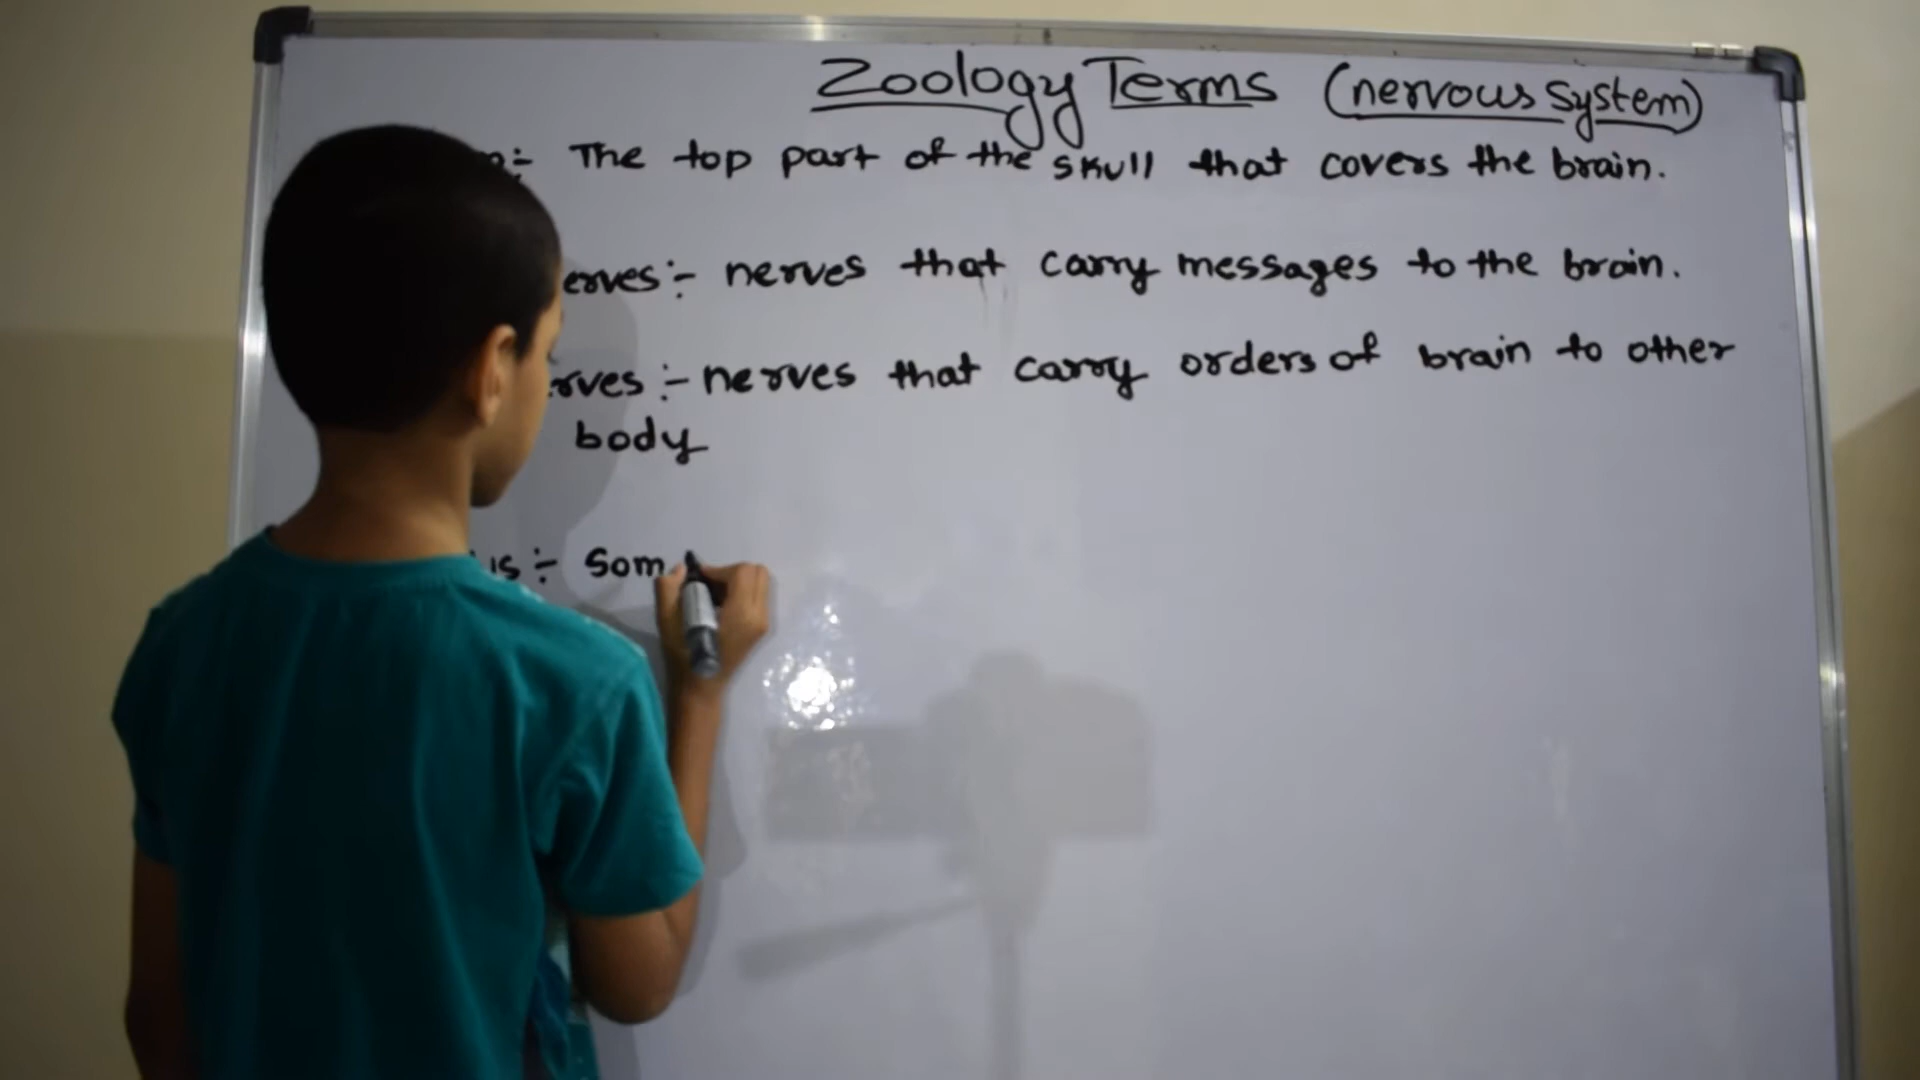 Zoology Terms (nervous system)
:- The top part of the skull that covers the brain.
erves :- nerves that carry messages to the brain.
rves :- nerves that carry orders of brain to other
body
is :- Som